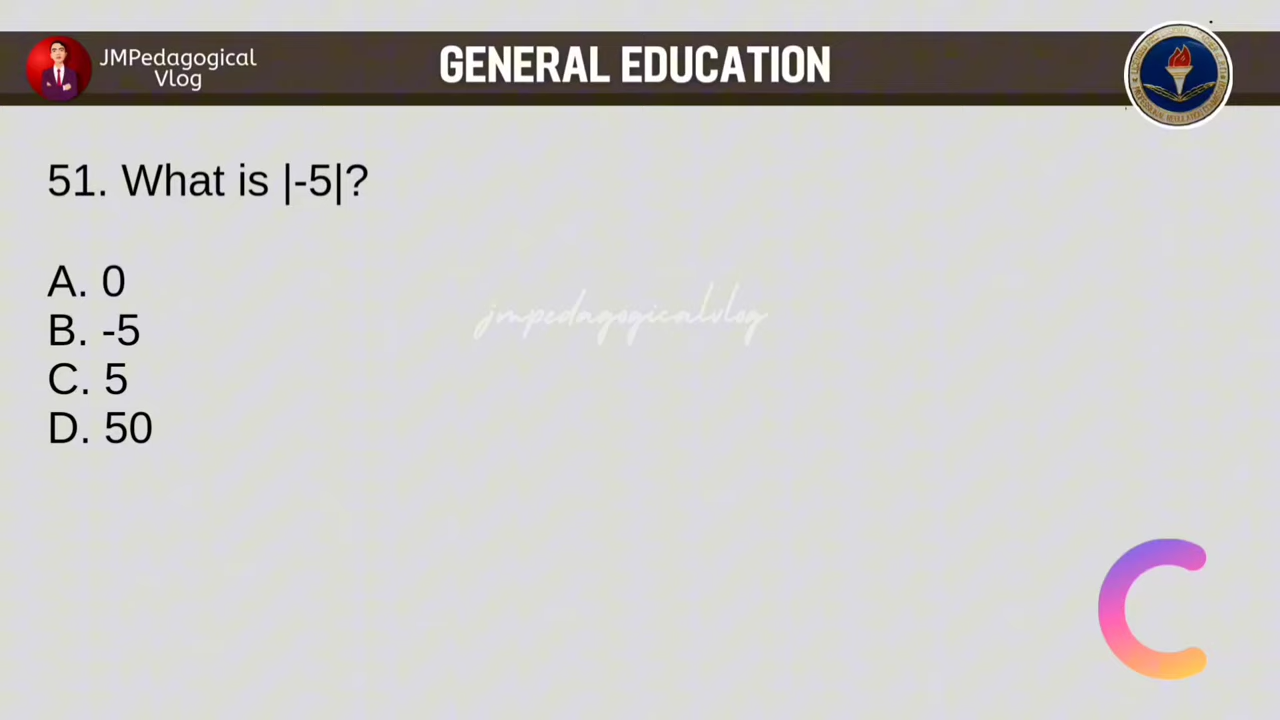 JMPedagogical
Vlog
GENERAL EDUCATION
51. What is |-5|?
A. 0
B. -5
C. 5
D. 50
jmpedagogicalvlog